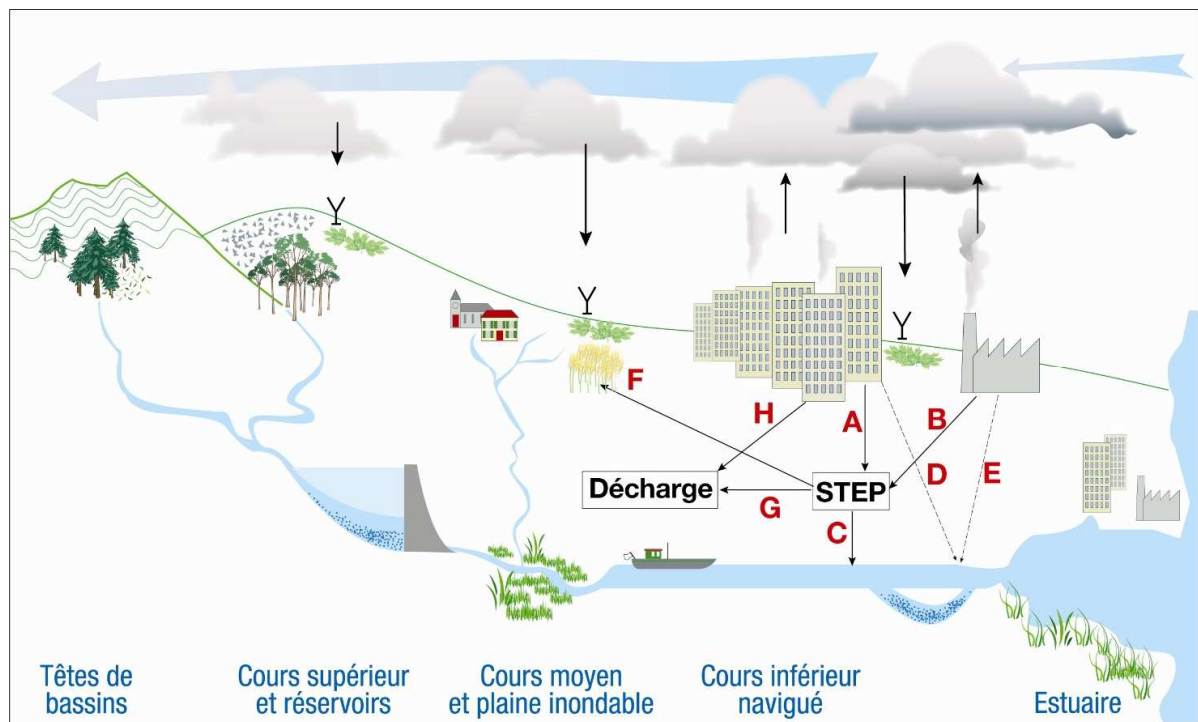 F
H
A
B
D
E
Décharge
STEP
G
C
Têtes de
bassins
Cours supérieur
et réservoirs
Cours moyen
et plaine inondable
Cours inférieur
navigué
Estuaire